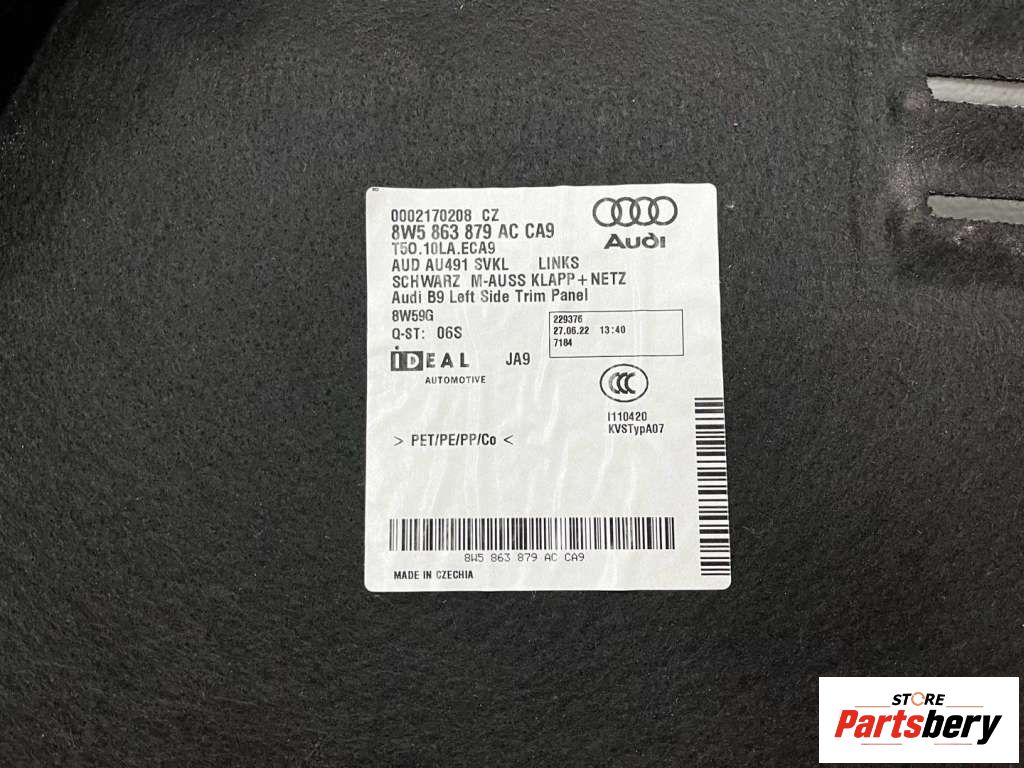 0002170208 CZ
8W5 863 879 AC CA9
T50.10LA.ECA9
AUD AU491 SVKL LINKS
SCHWARZ M-AUSS KLAPP+NETZ
Audi B9 Left Side Trim Panel
8W59G
Q-ST: 06S
Audi
229376
27.06.22 13:40
7184
iDEAL
AUTOMOTIVE
JA9
CCC
I110420
KVSTypA07
> PET/PE/PP/Co <
8W5 863 879 AC CA9
MADE IN CZECHIA
STORE
Partsbery